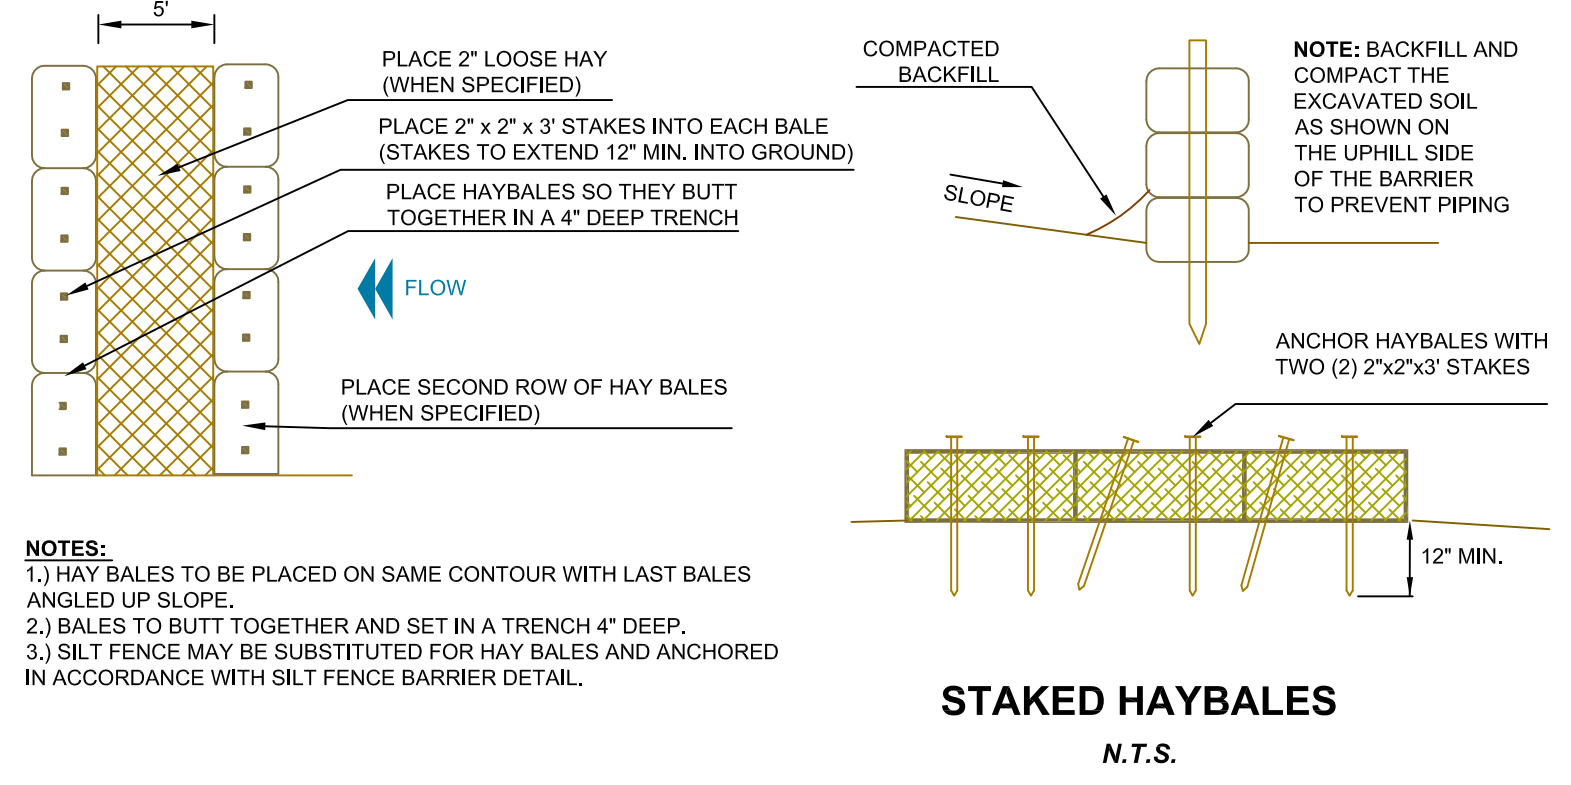 5'
PLACE 2" LOOSE HAY
(WHEN SPECIFIED)
PLACE 2" x 2" x 3' STAKES INTO EACH BALE
(STAKES TO EXTEND 12" MIN. INTO GROUND)
PLACE HAYBALES SO THEY BUTT
TOGETHER IN A 4" DEEP TRENCH
FLOW
PLACE SECOND ROW OF HAY BALES
(WHEN SPECIFIED)
COMPACTED
BACKFILL
SLOPE
NOTE: BACKFILL AND
COMPACT THE
EXCAVATED SOIL
AS SHOWN ON
THE UPHILL SIDE
OF THE BARRIER
TO PREVENT PIPING
ANCHOR HAYBALES WITH
TWO (2) 2"x2"x3' STAKES
12" MIN.
NOTES:
1.) HAY BALES TO BE PLACED ON SAME CONTOUR WITH LAST BALES
ANGLED UP SLOPE.
2.) BALES TO BUTT TOGETHER AND SET IN A TRENCH 4" DEEP.
3.) SILT FENCE MAY BE SUBSTITUTED FOR HAY BALES AND ANCHORED
IN ACCORDANCE WITH SILT FENCE BARRIER DETAIL.
STAKED HAYBALES
N.T.S.